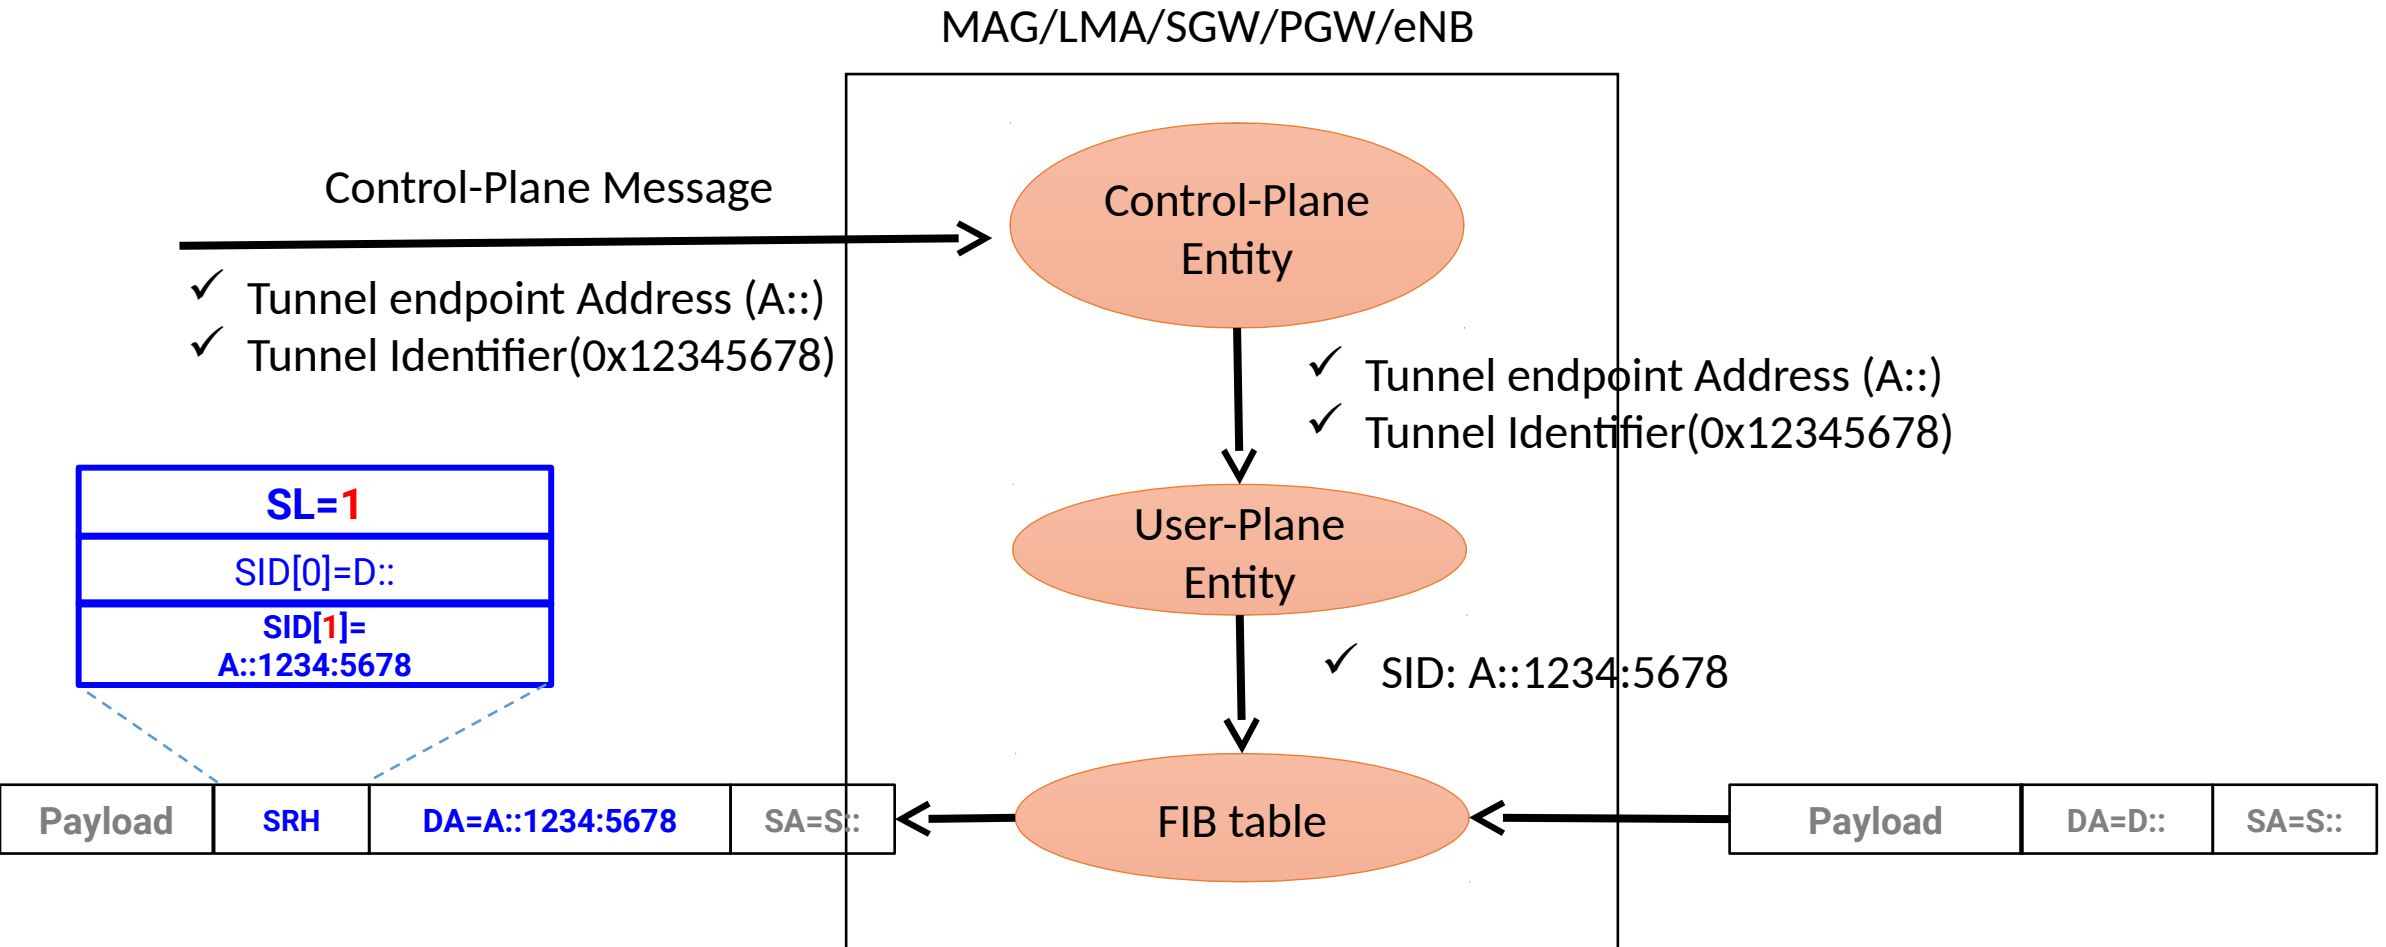 MAG/LMA/SGW/PGW/eNB
Control-Plane Message
✓ Tunnel endpoint Address (A::)
✓ Tunnel Identifier(0x12345678)
Control-Plane
Entity
✓ Tunnel endpoint Address (A::)
✓ Tunnel Identifier(0x12345678)
SL=1
SID[0]=D::
SID[1]=
A::1234:5678
User-Plane
Entity
✓ SID: A::1234:5678
Payload
SRH
DA=A::1234:5678
SA=S::
FIB table
Payload
DA=D::
SA=S::